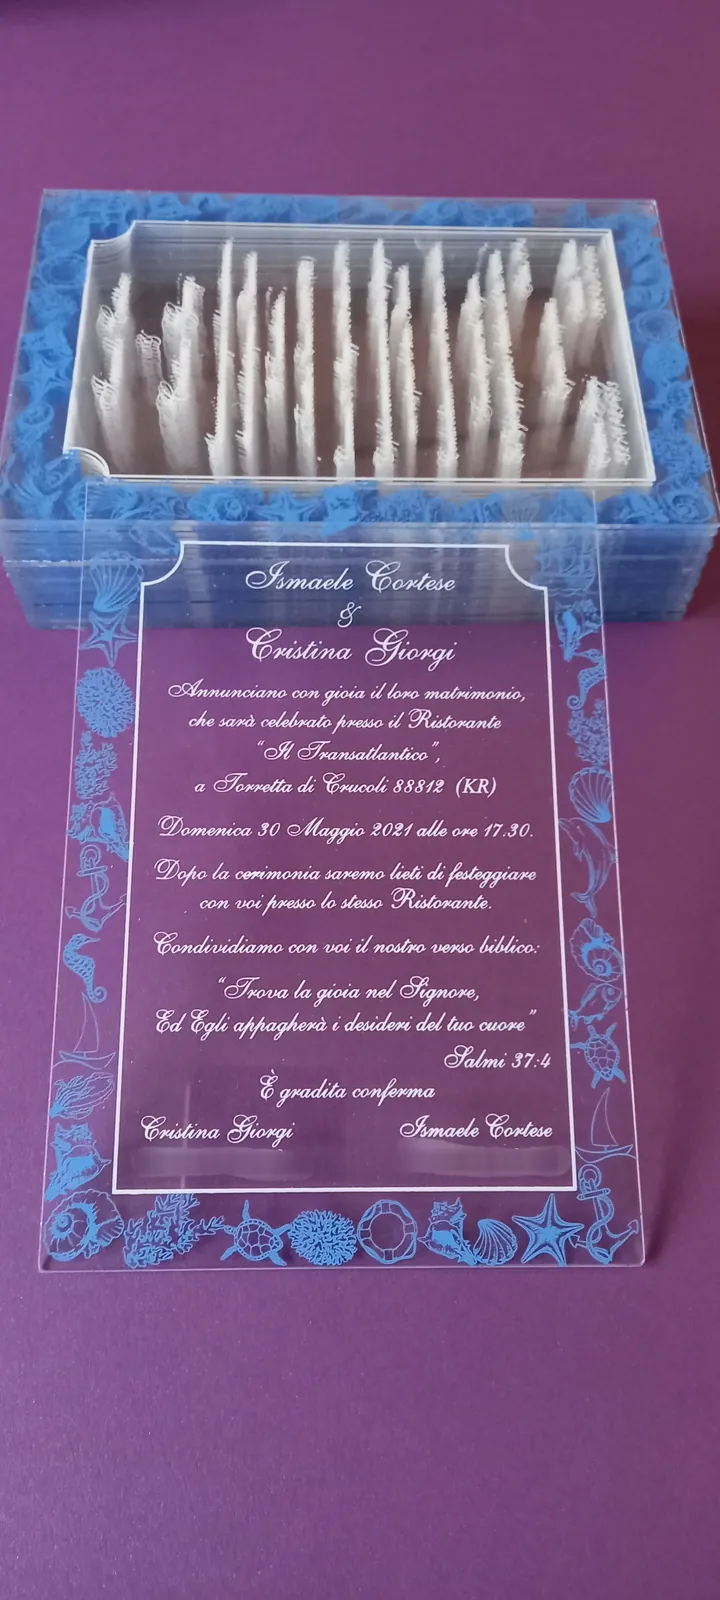 Ismaele Cortese
&
Cristina Giorgi
Annunciano con gioia il loro matrimonio,
che sarà celebrato presso il Ristorante
“Il Transatlantico”,
a Torretta di Crucoli 88812 (KR)
Domenica 30 Maggio 2021 alle ore 17.30.
Dopo la cerimonia saremo lieti di festeggiare
con voi presso lo stesso Ristorante.
Condividiamo con voi il nostro verso biblico:
“Trova la gioia nel Signore,
Ed Egli appagherà i desideri del tuo cuore”
Salmi 37:4
È gradita conferma
Cristina Giorgi Ismaele Cortese